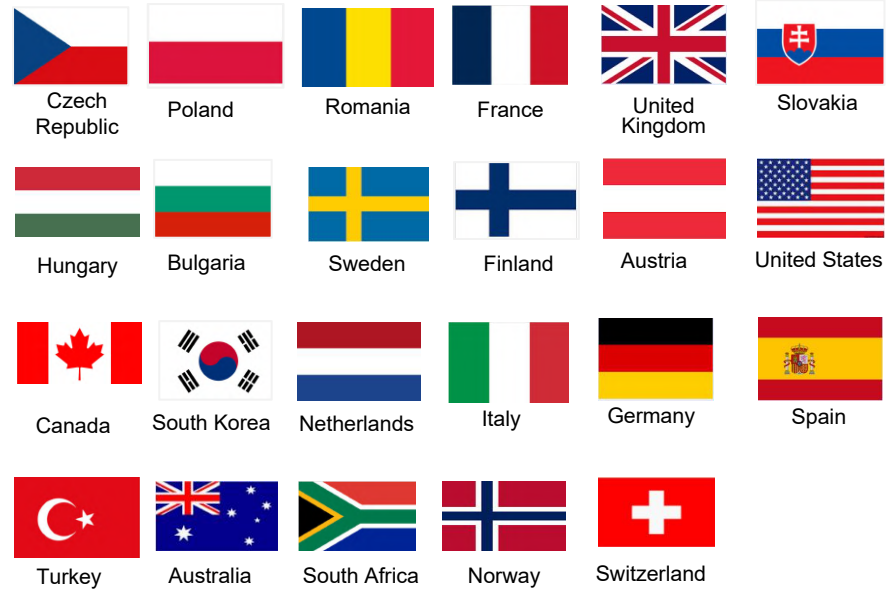 Czech
Republic
Poland
Romania
France
United
Kingdom
Slovakia
Hungary
Bulgaria
Sweden
Finland
Austria
United States
Canada
South Korea
Netherlands
Italy
Germany
Spain
Turkey
Australia
South Africa
Norway
Switzerland